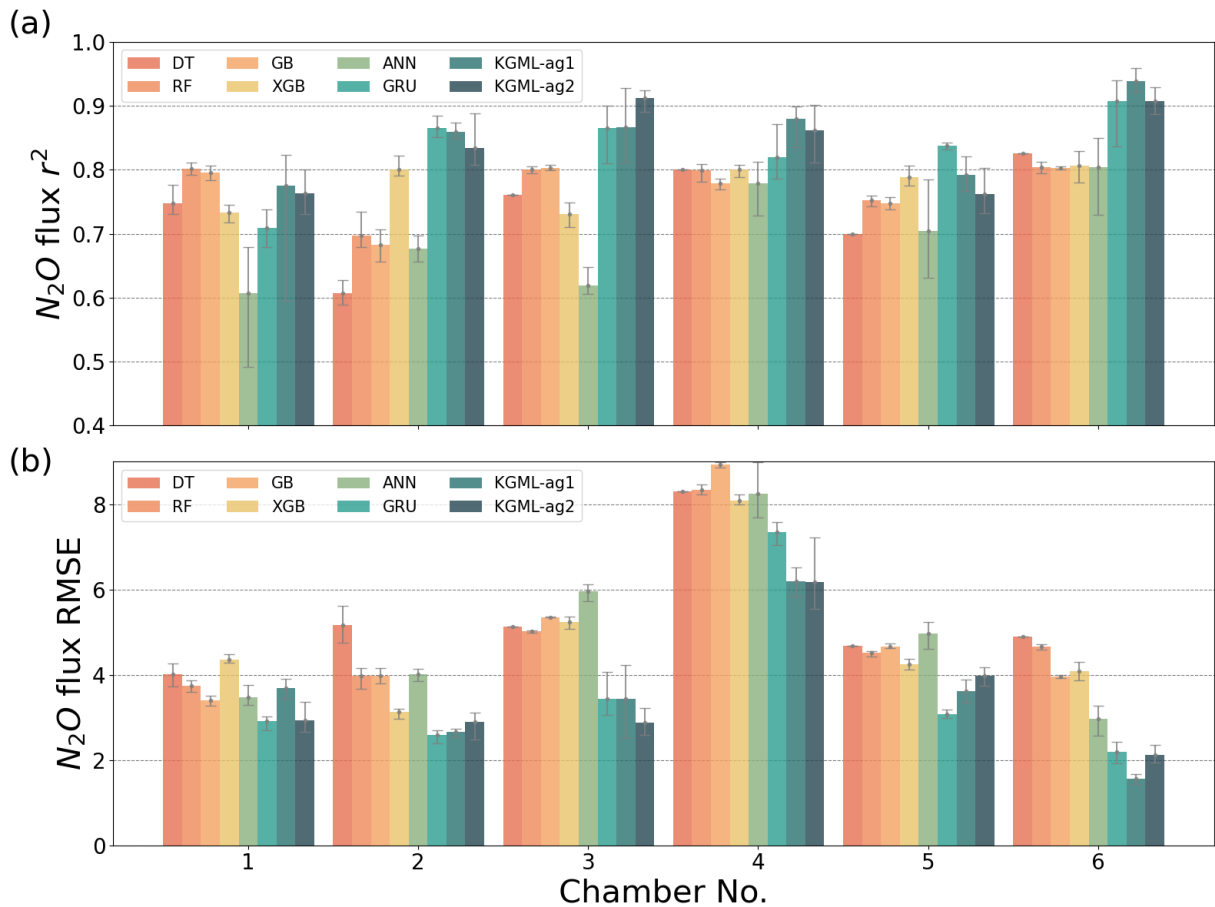 (a)
N₂O flux r²
1.0
0.9
0.8
0.7
0.6
0.5
0.4
DT GB ANN KGML-ag1
RF XGB GRU KGML-ag2
(b)
N₂O flux RMSE
8
6
4
2
0
DT GB ANN KGML-ag1
RF XGB GRU KGML-ag2
1 2 3 4 5 6
Chamber No.